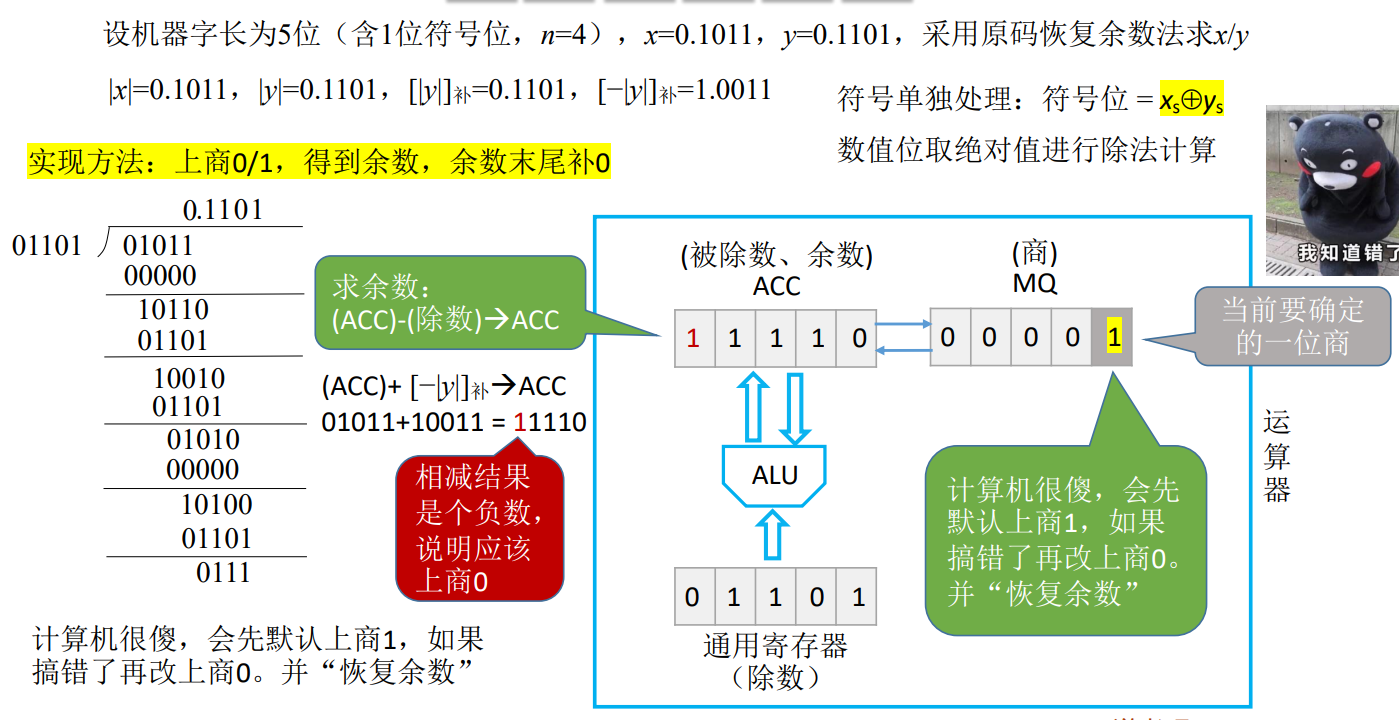 设机器字长为5位（含1位符号位，n=4），x=0.1011，y=0.1101，采用原码恢复余数法求x/y
|x|=0.1011，|y|=0.1101，[|y|]补=0.1101，[−|y|]补=1.0011
符号单独处理：符号位 = xs⊕ys
数值位取绝对值进行除法计算
实现方法：上商0/1，得到余数，余数末尾补0
0.1101
01101
01011
00000
10110
01101
10010
01101
01010
00000
10100
01101
0111
求余数：
(ACC)-(除数)→ACC
(ACC)+ [−|y|]补→ACC
01011+10011 = 11110
相减结果
是个负数，
说明应该
上商0
计算机很傻，会先默认上商1，如果
搞错了再改上商0。并“恢复余数”
(被除数、余数)
ACC
(商)
MQ
1 1 1 1 0
0 0 0 0 1
ALU
0 1 1 0 1
通用寄存器
（除数）
计算机很傻，会先
默认上商1，如果
搞错了再改上商0。
并“恢复余数”
当前要确定
的一位商
运
算
器
我知道错了